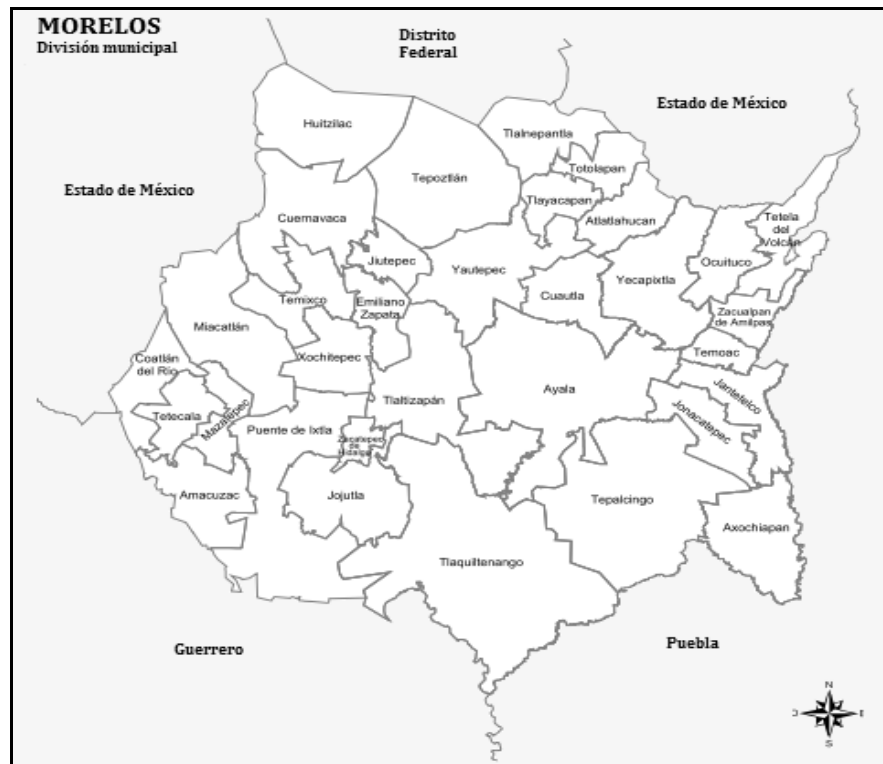 MORELOS
División municipal
Distrito
Federal
Estado de México
Estado de México
Huitzilac
Tepoztlán
Tlalnepantla
Totolapan
Tlayacapan
Atlatlahucan
Cuernavaca
Tetela
del
Volcán
Ocuituco
Jiutepec
Yautepec
Yecapixtla
Cuautla
Temixco
Emiliano
Zapata
Zacualpan
de Amilpas
Miacatlán
Xochitepec
Temoac
Coatlán
del Río
Ayala
Jantetelco
Tlaltizapán
Tetecala
Mazatepec
Jonacatepec
Puente de Ixtla
Zacatepec
de
Hidalgo
Amacuzac
Jojutla
Tepalcingo
Axochiapan
Tlaquiltenango
Guerrero
Puebla
N
O
E
S